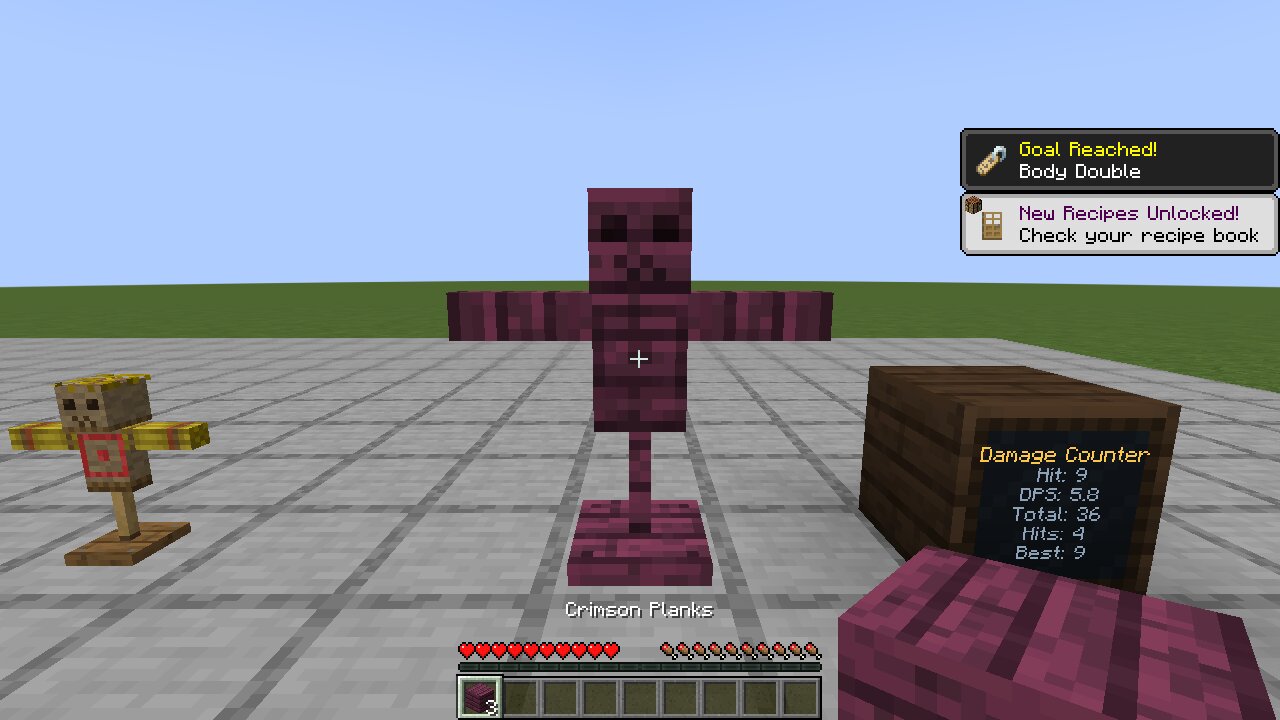 Goal Reached!
Body Double
New Recipes Unlocked!
Check your recipe book
Damage Counter
Hit: 9
DPS: 5.8
Total: 36
Hits: 4
Best: 9
Crimson Planks
3